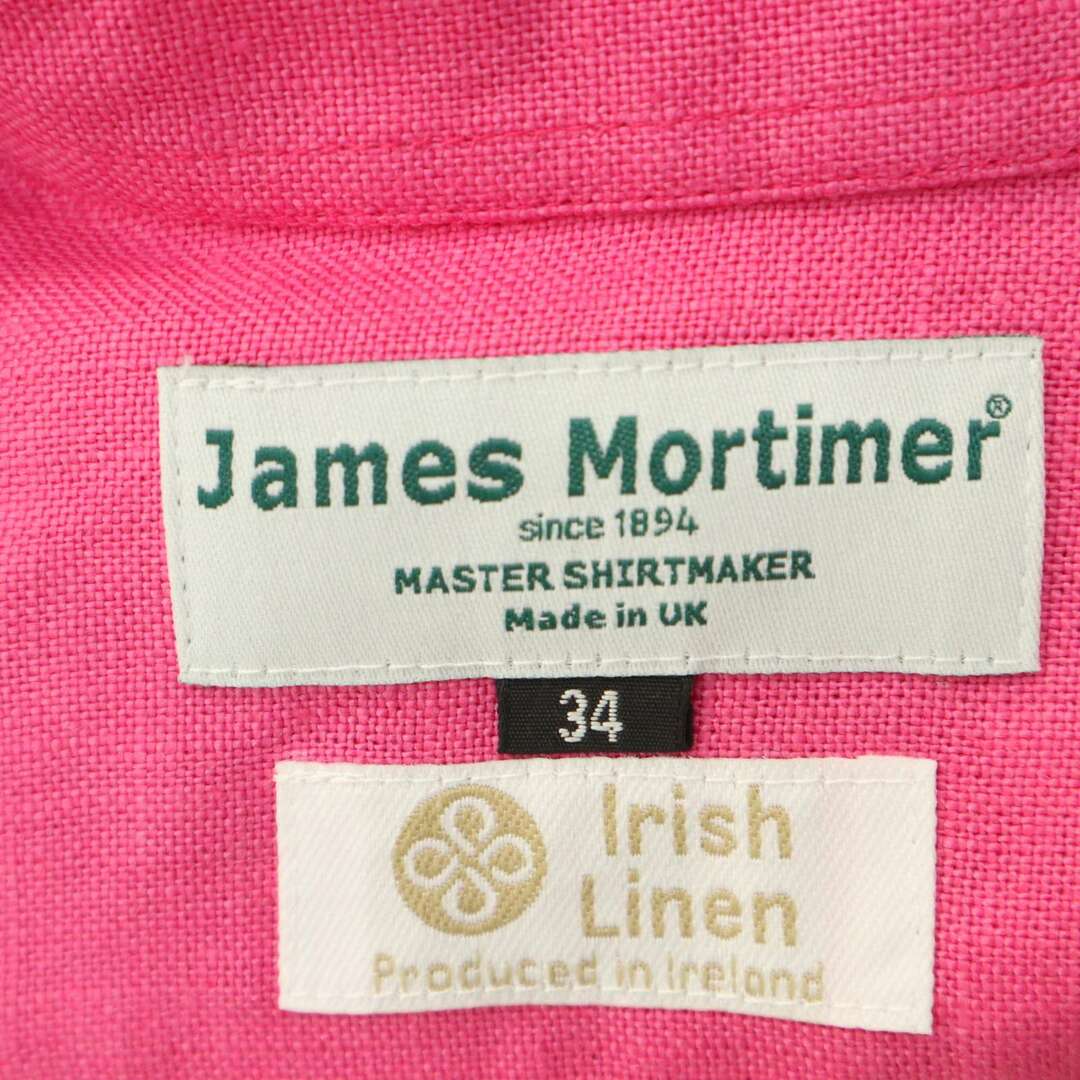 James Mortimer®
since 1894
MASTER SHIRTMAKER
Made in UK
34
Irish
Linen
Produced in Ireland